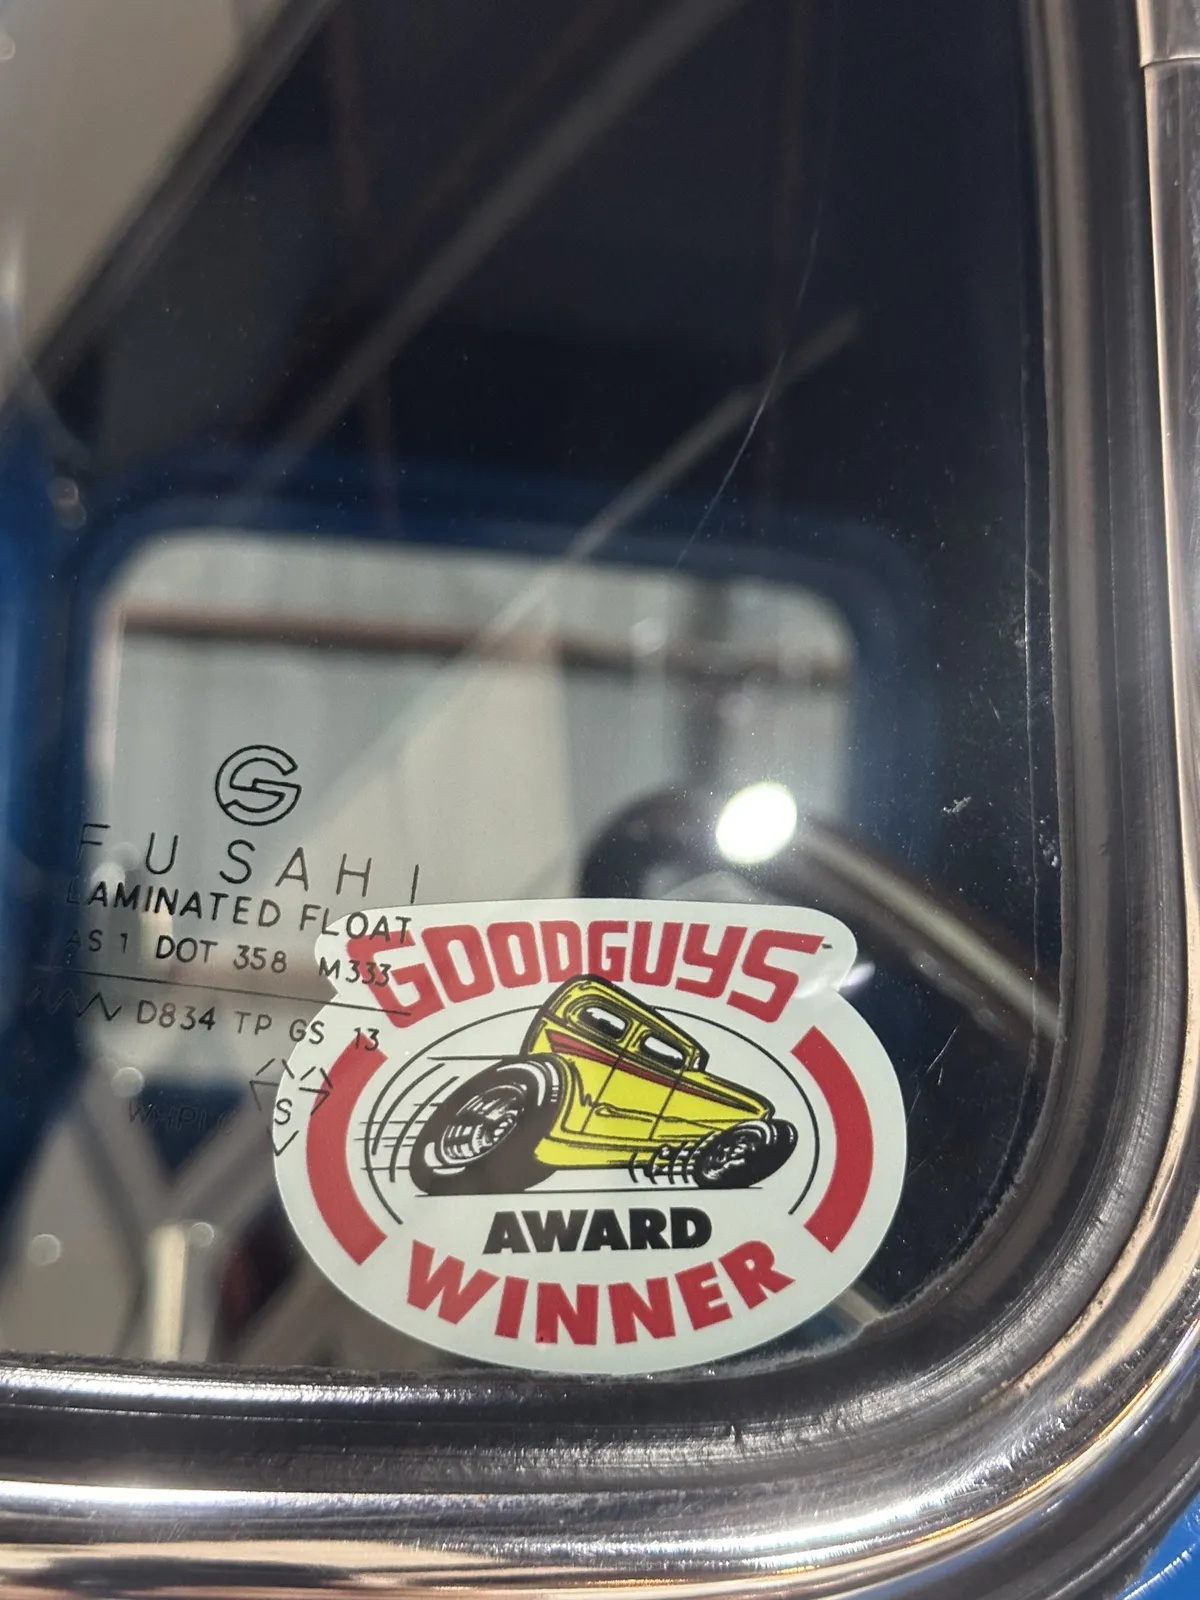 FUSAHI
LAMINATED FLOAT
AS 1 DOT 358 M333
D834 TP GS 13
S
GOODGUYS
AWARD
WINNER